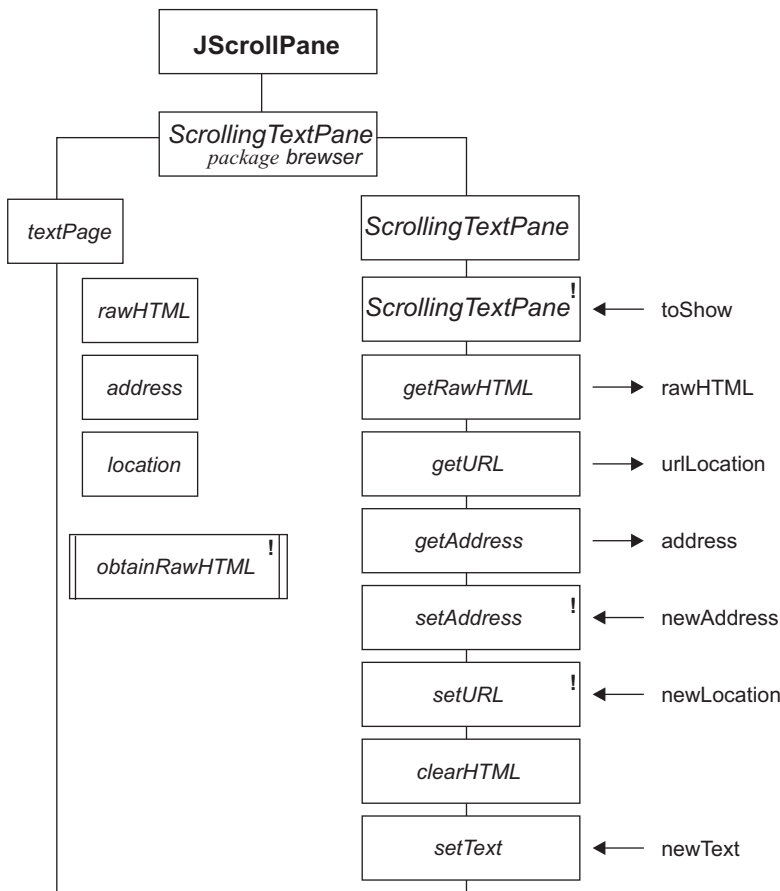 JScrollPane
ScrollingTextPane
package brewser
textPage
ScrollingTextPane
ScrollingTextPane !
toShow
rawHTML
getRawHTML
rawHTML
address
getURL
urlLocation
location
getAddress
address
obtainRawHTML !
setAddress !
newAddress
setURL !
newLocation
clearHTML
setText
newText